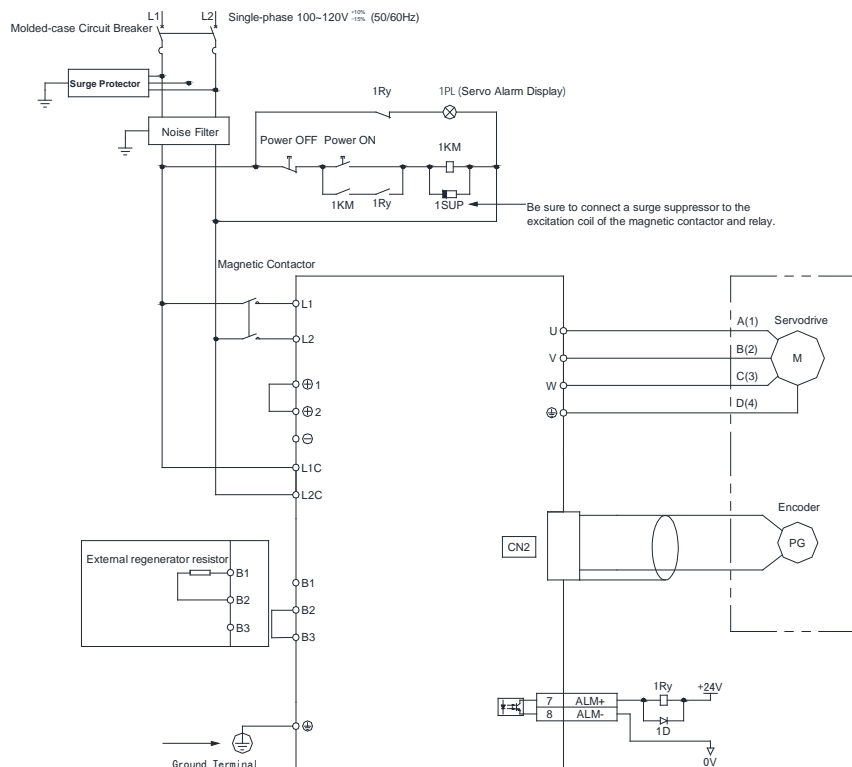 L1 L2 Single-phase 100~120V +10% -15% (50/60Hz)
Molded-case Circuit Breaker
Surge Protector
1Ry 1PL (Servo Alarm Display)
Noise Filter
Power OFF Power ON
1KM
1KM 1Ry 1SUP
Be sure to connect a surge suppressor to the
excitation coil of the magnetic contactor and relay.
Magnetic Contactor
L1
L2
1
2
L1C
L2C
U
V
W
A(1)
B(2)
C(3)
D(4)
Servodrive
M
Encoder
CN2
PG
External regenerator resistor
B1
B2
B3
B1
B2
B3
7 ALM+
8 ALM-
1Ry
+24V
1D
0V
Ground Terminal